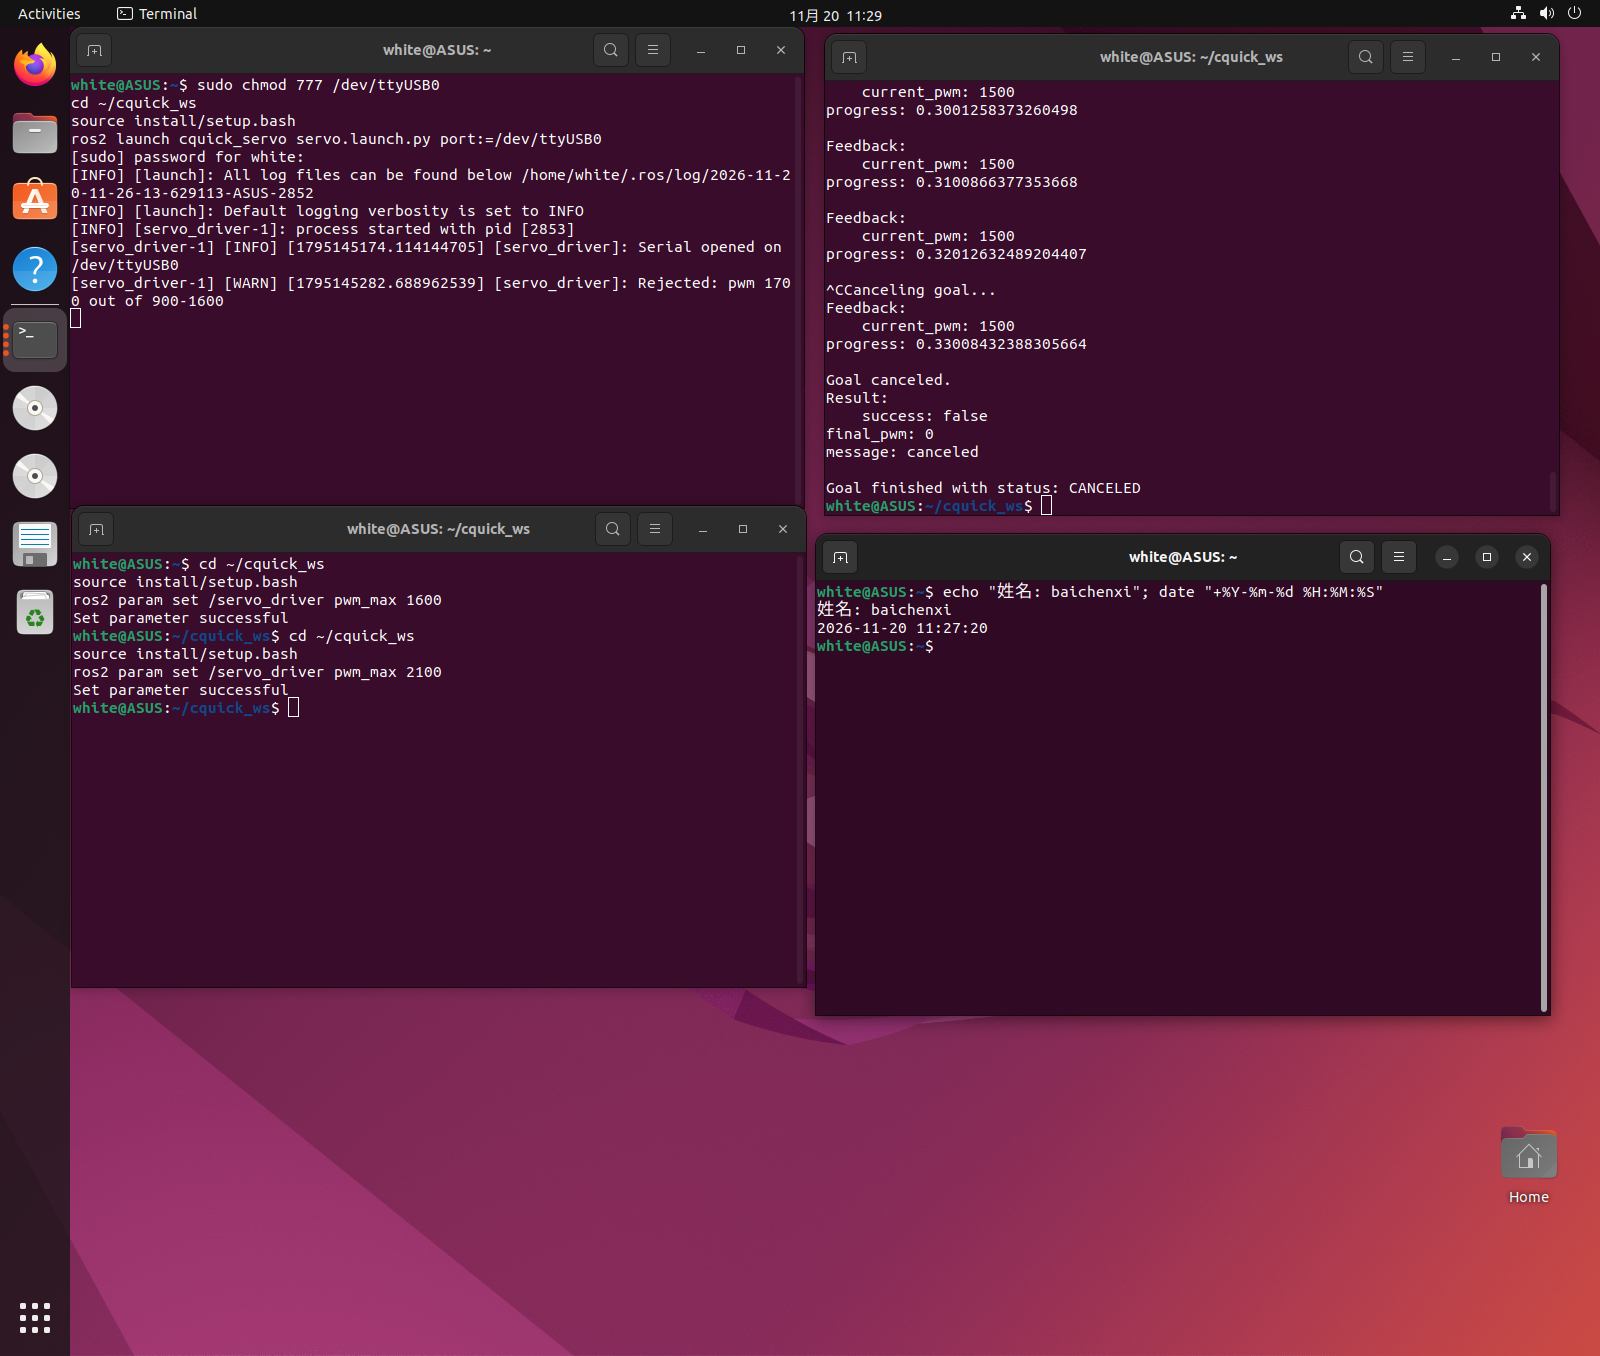 Activities
Terminal
11月 20 11:29
white@ASUS: ~
white@ASUS:~$ sudo chmod 777 /dev/ttyUSB0
cd ~/cquick_ws
source install/setup.bash
ros2 launch cquick_servo servo.launch.py port:=/dev/ttyUSB0
[sudo] password for white:
[INFO] [launch]: All log files can be found below /home/white/.ros/log/2026-11-2
0-11-26-13-629113-ASUS-2852
[INFO] [launch]: Default logging verbosity is set to INFO
[INFO] [servo_driver-1]: process started with pid [2853]
[servo_driver-1] [INFO] [1795145174.114144705] [servo_driver]: Serial opened on
/dev/ttyUSB0
[servo_driver-1] [WARN] [1795145282.688962539] [servo_driver]: Rejected: pwm 170
0 out of 900-1600
white@ASUS: ~/cquick_ws
current_pwm: 1500
progress: 0.3001258373260498
Feedback:
current_pwm: 1500
progress: 0.3100866377353668
Feedback:
current_pwm: 1500
progress: 0.32012632489204407
^CCanceling goal...
Feedback:
current_pwm: 1500
progress: 0.33008432388305664
Goal canceled.
Result:
success: false
final_pwm: 0
message: canceled
Goal finished with status: CANCELED
white@ASUS:~/cquick_ws$
white@ASUS: ~/cquick_ws
white@ASUS:~$ cd ~/cquick_ws
source install/setup.bash
ros2 param set /servo_driver pwm_max 1600
Set parameter successful
white@ASUS:~/cquick_ws$ cd ~/cquick_ws
source install/setup.bash
ros2 param set /servo_driver pwm_max 2100
Set parameter successful
white@ASUS:~/cquick_ws$
white@ASUS: ~
white@ASUS:~$ echo "姓名: baichenxi"; date "+%Y-%m-%d %H:%M:%S"
姓名: baichenxi
2026-11-20 11:27:20
white@ASUS:~$
Home